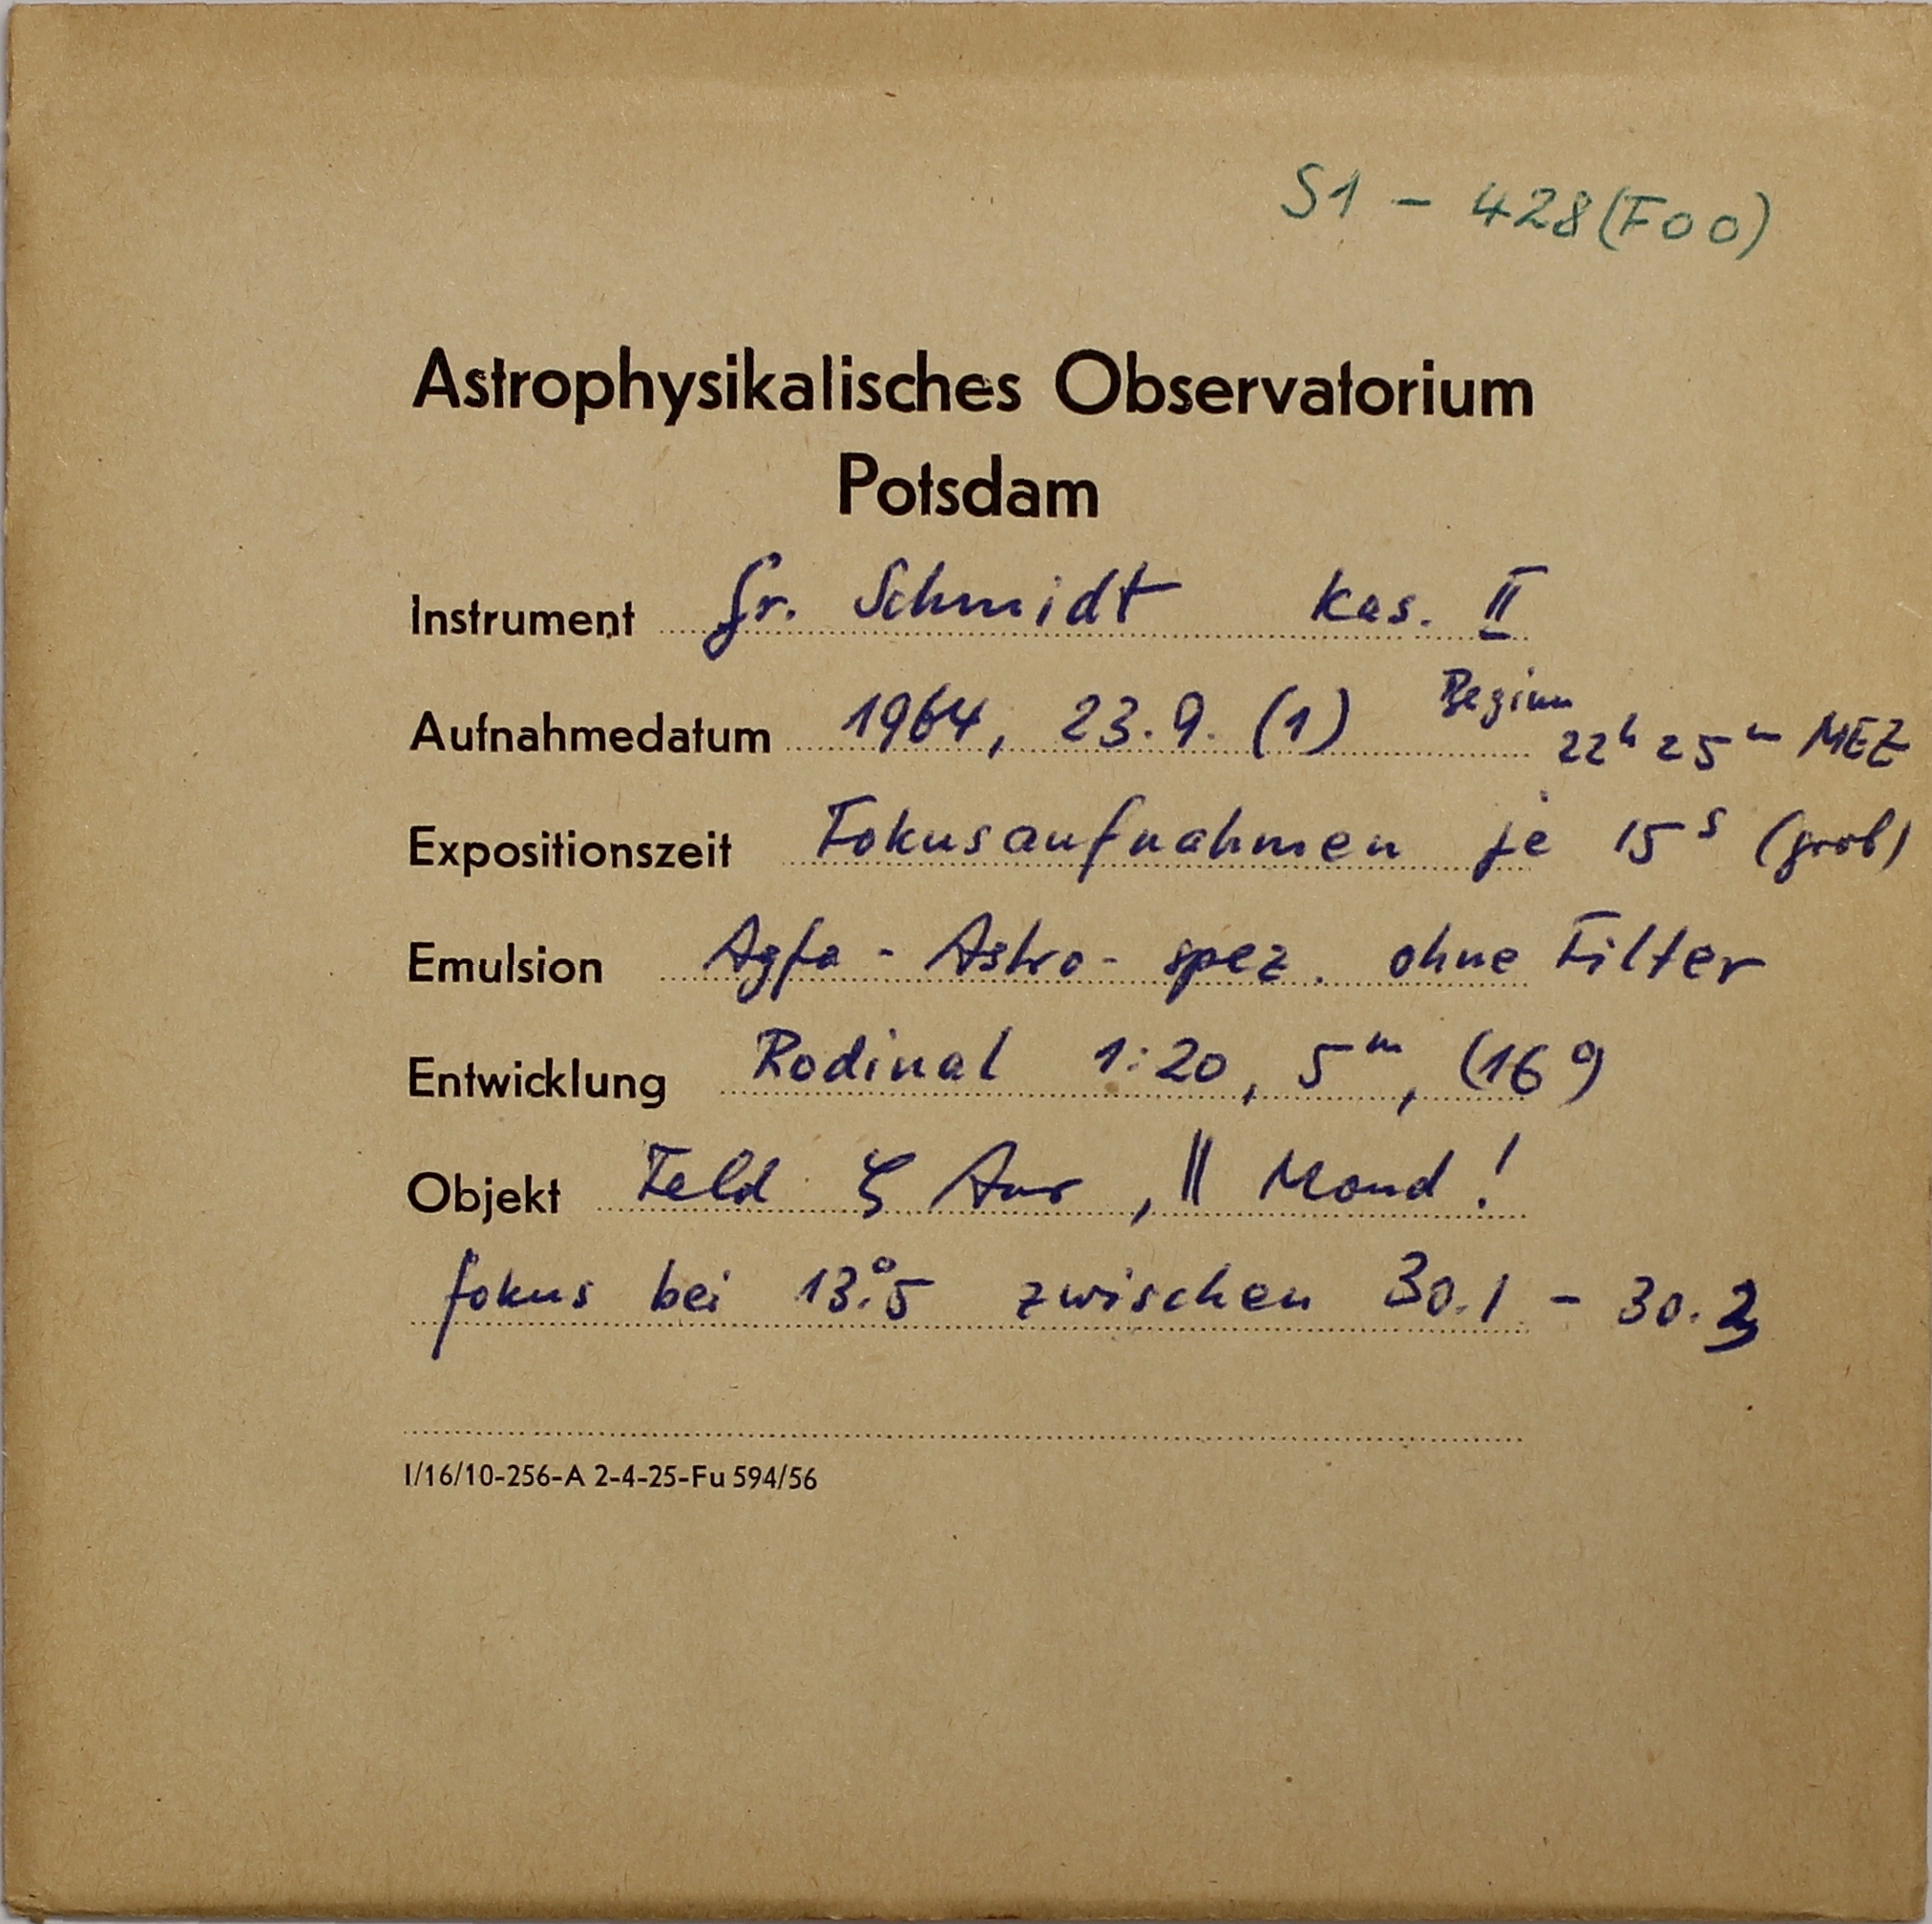 S1 - 428 (F00)
Astrophysikalisches Observatorium
Potsdam
Instrument Gr. Schmidt Kas. II
Aufnahmedatum 1964, 23.9. (1) Beginn 22h 25m MEZ
Expositionszeit Fokusaufnahmen je 15s (grob)
Emulsion Agfa - Astro - spez. ohne Filter
Entwicklung Rodinal 1:20, 5m, (16°)
Objekt Feld ζ Aur, || Mond!
fokus bei 13.°5 zwischen 30.1 - 30.2
I/16/10-256-A 2-4-25-Fu 594/56